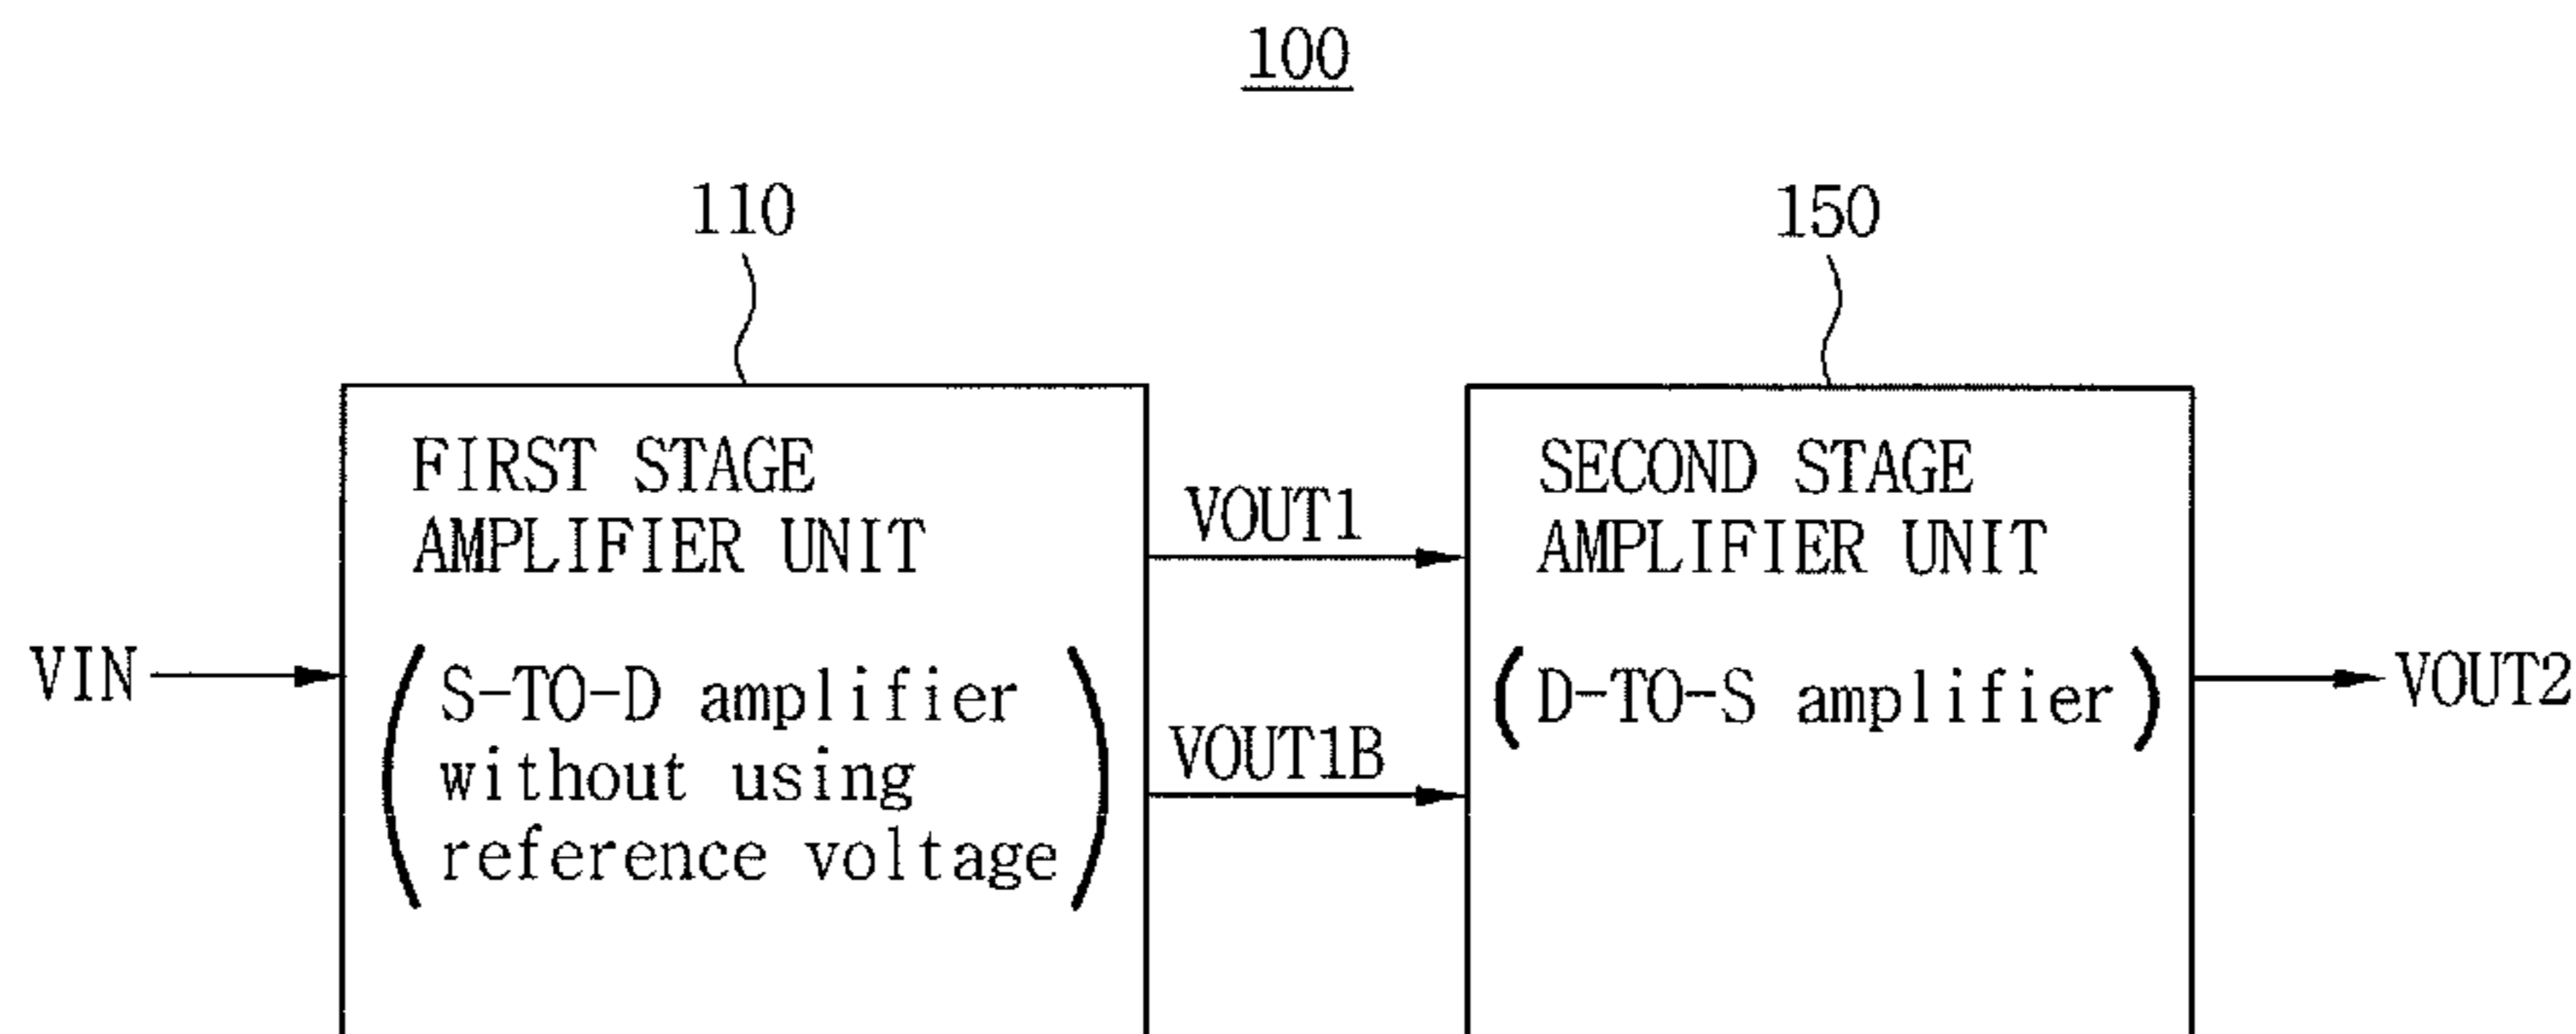 100
110
150
FIRST STAGE
AMPLIFIER UNIT
VOUT1
SECOND STAGE
AMPLIFIER UNIT
VIN
S-TO-D amplifier
without using
reference voltage
VOUT1B
(D-TO-S amplifier)
VOUT2